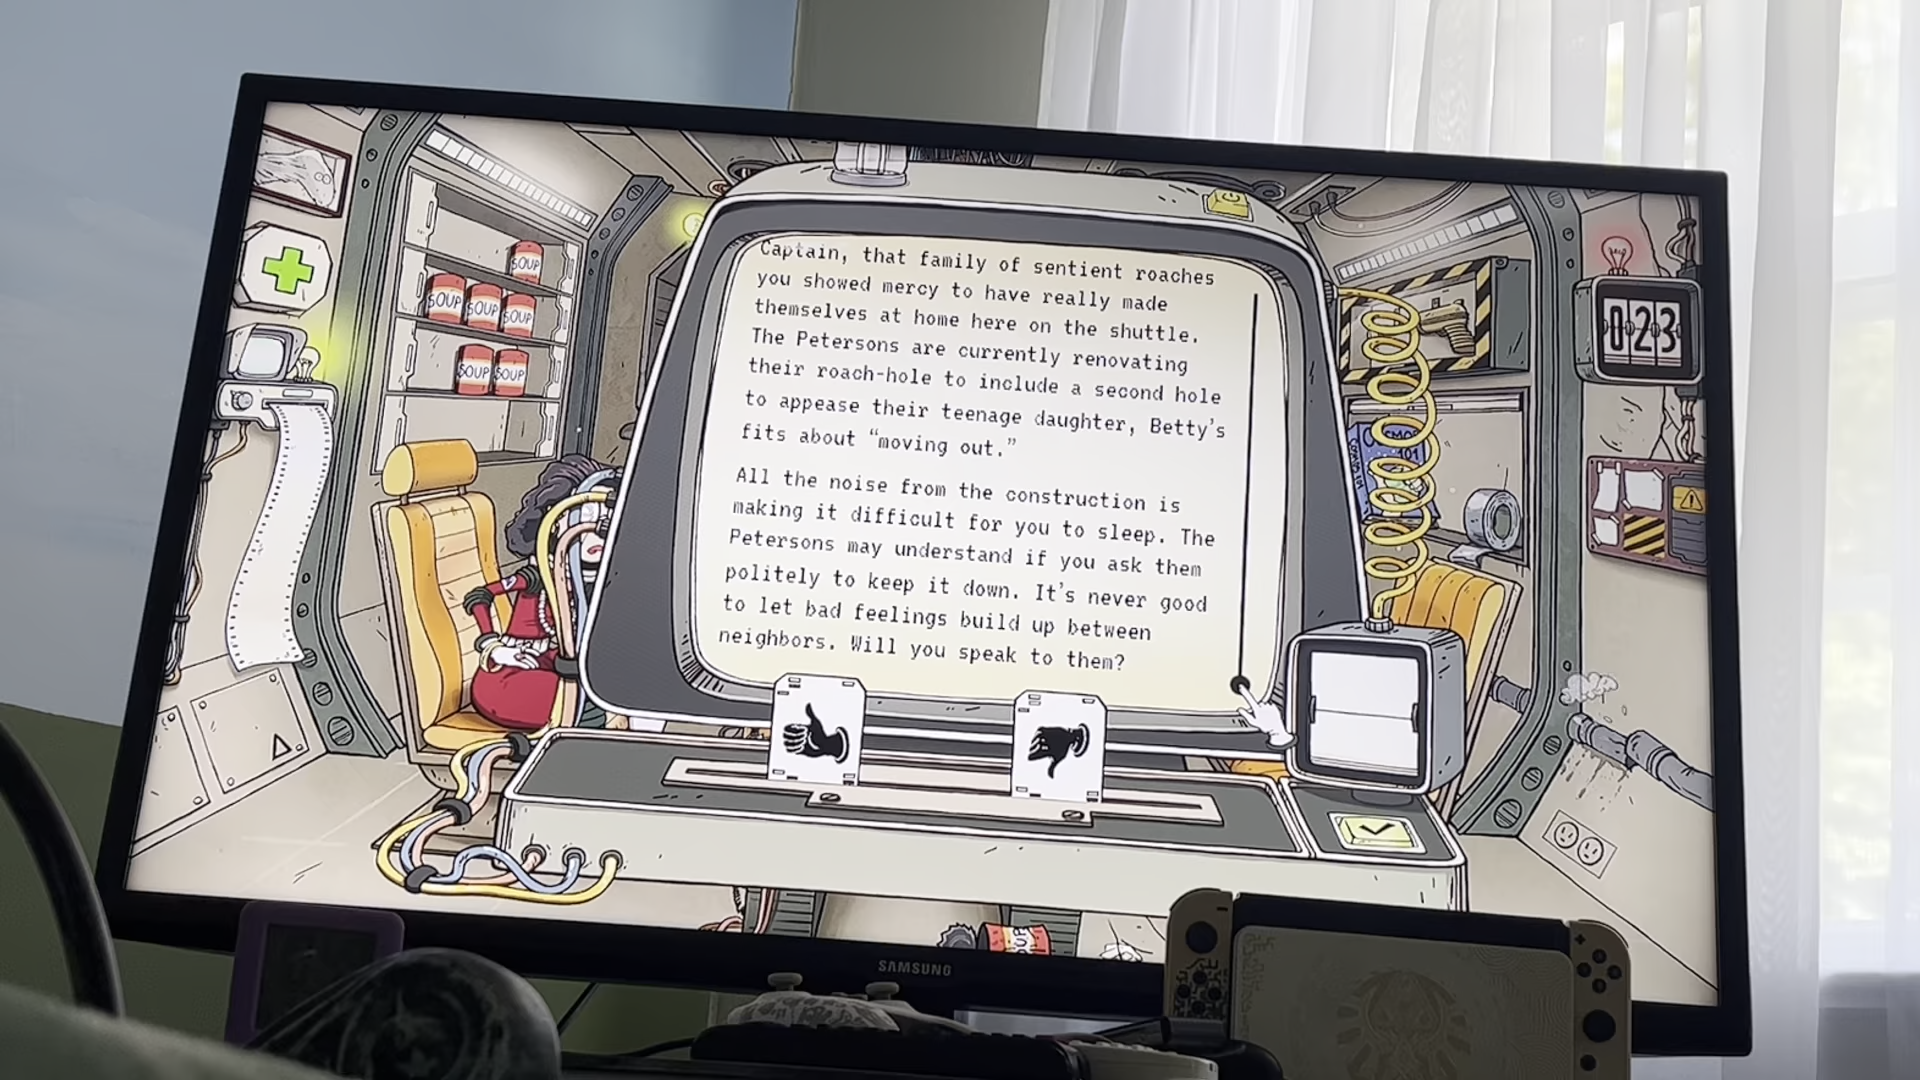 Captain, that family of sentient roaches
you showed mercy to have really made
themselves at home here on the shuttle.
The Petersons are currently renovating
their roach-hole to include a second hole
to appease their teenage daughter, Betty's
fits about “moving out.”
All the noise from the construction is
making it difficult for you to sleep. The
Petersons may understand if you ask them
politely to keep it down. It's never good
to let bad feelings build up between
neighbors. Will you speak to them?
SOUP
SOUP
SOUP
SOUP
SOUP
SOUP
023
101
SAMSUNG